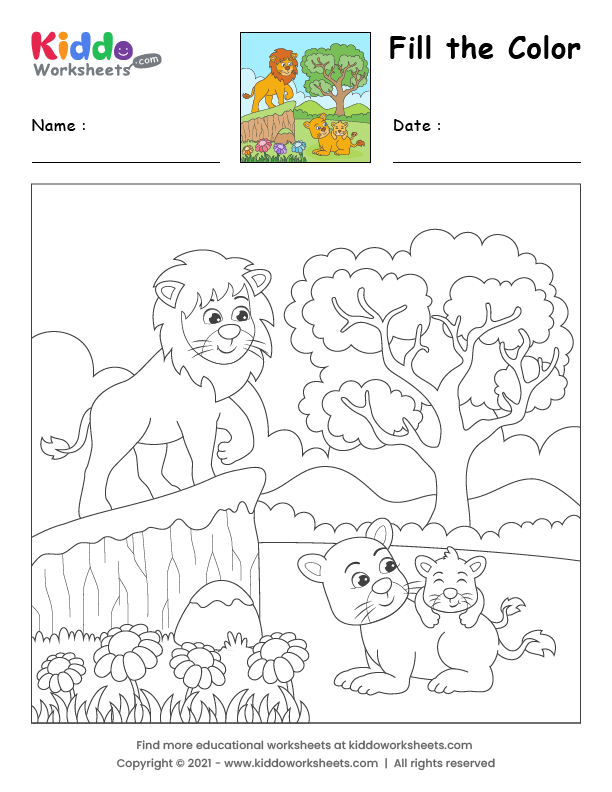 Kiddo
Worksheets.com
Fill the Color
Name :
Date :
Find more educational worksheets at kiddoworksheets.com
Copyright © 2021 - www.kiddoworksheets.com | All rights reserved